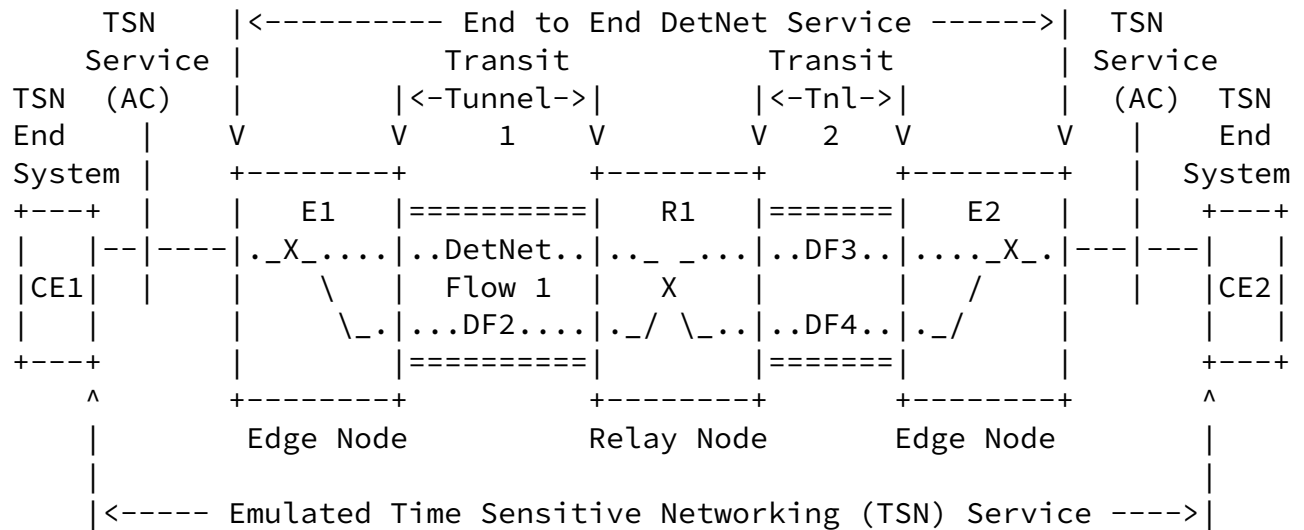 TSN |<---------- End to End DetNet Service ------>| TSN
Service | Transit Transit | Service
TSN (AC) | |<-Tunnel->| |<-Tnl->| | (AC) TSN
End | V V 1 V V 2 V V | End
System | +--------+ +--------+ +--------+ | System
+---+ | | E1 |==========| R1 |=======| E2 | | +---+
| |--|----|._X_....|..DetNet..|.._ _...|..DF3..|...._X_.|---|---| |
|CE1| | | \ | Flow 1 | X | | / | | |CE2|
| | | \_.|...DF2....|._/ \_..|..DF4..|._/ | | |
+---+ | |==========| |=======| | +---+
^ +--------+ +--------+ +--------+ ^
| Edge Node Relay Node Edge Node |
| |
|<----- Emulated Time Sensitive Networking (TSN) Service ---->|